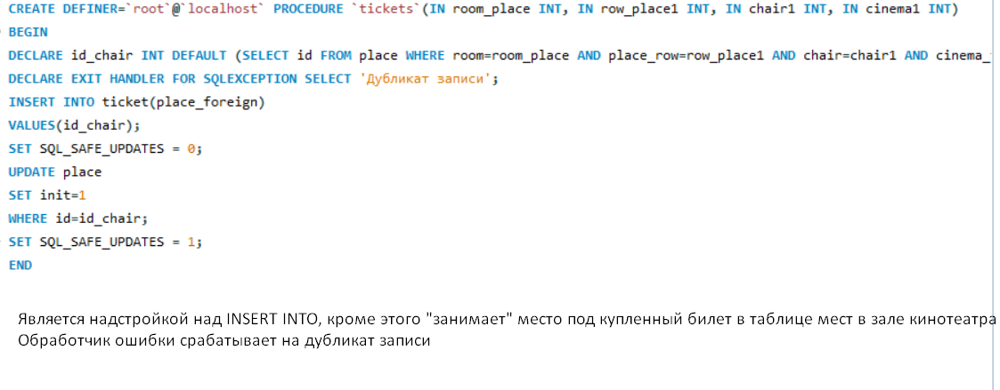 CREATE DEFINER=`root`@`localhost` PROCEDURE `tickets`(IN room_place INT, IN row_place1 INT, IN chair1 INT, IN cinema1 INT)
BEGIN
DECLARE id_chair INT DEFAULT (SELECT id FROM place WHERE room=room_place AND place_row=row_place1 AND chair=chair1 AND cinema_
DECLARE EXIT HANDLER FOR SQLEXCEPTION SELECT 'Дубликат записи';
INSERT INTO ticket(place_foreign)
VALUES(id_chair);
SET SQL_SAFE_UPDATES = 0;
UPDATE place
SET init=1
WHERE id=id_chair;
SET SQL_SAFE_UPDATES = 1;
END
Является надстройкой над INSERT INTO, кроме этого "занимает" место под купленный билет в таблице мест в зале кинотеатра
Обработчик ошибки срабатывает на дубликат записи